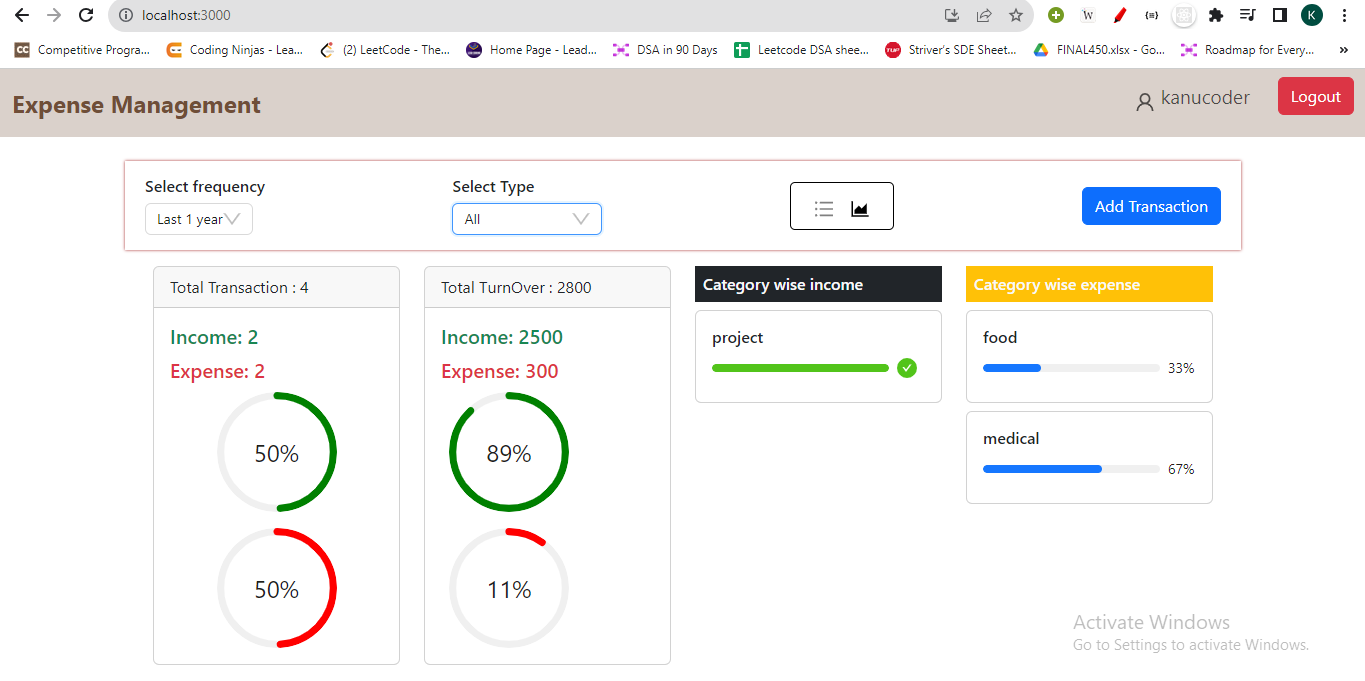 localhost:3000
W
K
CC Competitive Progra...
Coding Ninjas - Lea...
(2) LeetCode - The...
Home Page - Lead...
DSA in 90 Days
Leetcode DSA shee...
TUF Striver's SDE Sheet...
FINAL450.xlsx - Go...
Roadmap for Every...
»
Expense Management
kanucoder
Logout
Select frequency
Last 1 year
Select Type
All
Add Transaction
Total Transaction : 4
Income: 2
Expense: 2
50%
50%
Total TurnOver : 2800
Income: 2500
Expense: 300
89%
11%
Category wise income
project
Category wise expense
food
33%
medical
67%
Activate Windows
Go to Settings to activate Windows.